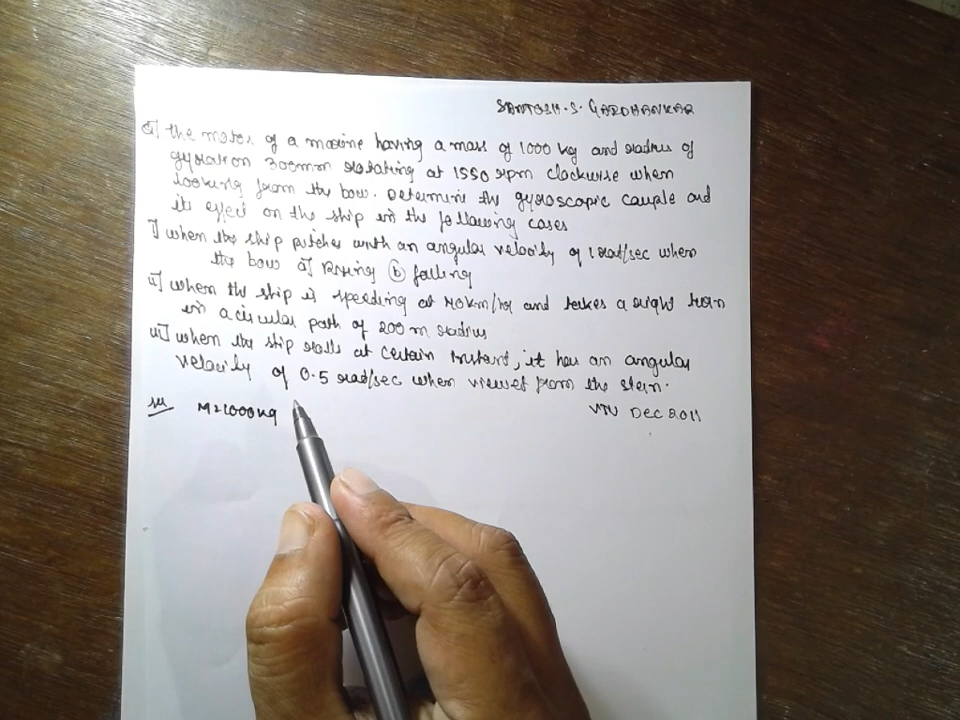 SANTOSH.S.GARDHANKAR
Q] The motor of a marine having a mass of 1000 kg and radius of
gyration 300mm rotating at 1550 rpm clockwise when
looking from the bow. Determine the gyroscopic couple and
its effect on the ship in the following cases
i] when the ship pitches with an angular velocity of 1 rad/sec when
the bow a] Rising b falling
ii] when the ship is speeding at 40km/hr and takes a right turn
in a circular path of 200 m radius
iii] when the ship rolls at certain instant, it has an angular
velocity of 0.5 rad/sec when viewed from the stern.
M=1000kg
VTU Dec 2011